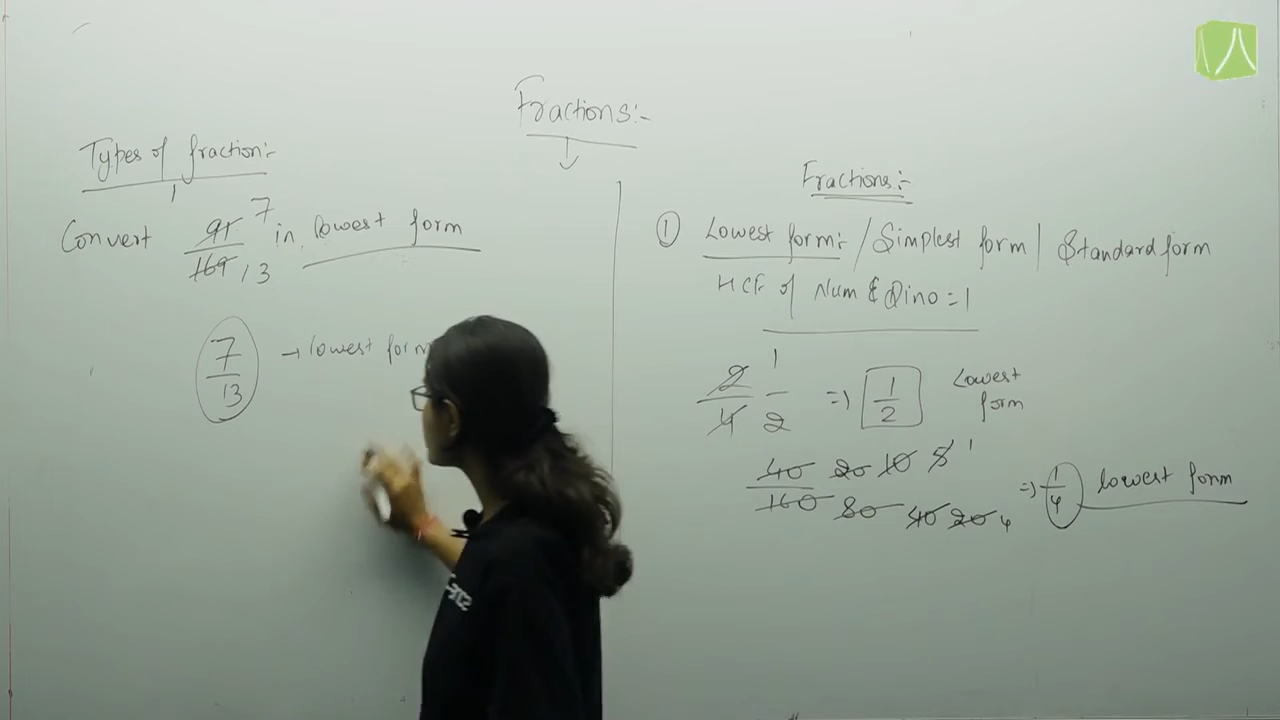 Fractions:-
Types of fraction:-
Convert 91/169 7/13 in lowest form
7/13 → lowest form
Fractions:-
① Lowest form:- / Simplest form / Standard form
HCF of Num & Dino = 1
2/4 1/2 ⇒ 1/2 Lowest form
40/160 20/80 10/40 5/20 1/4 ⇒ 1/4 lowest form